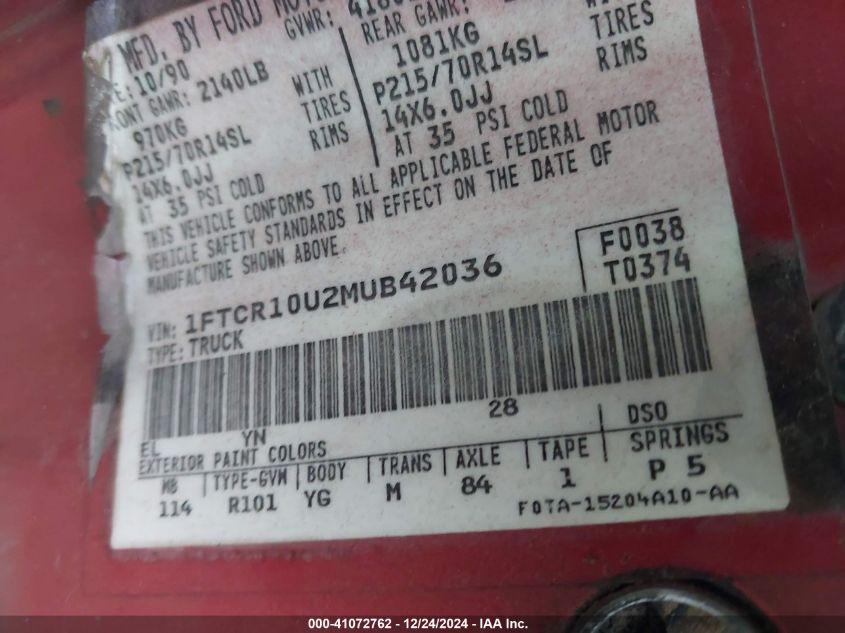 MFD. BY FORD MOTO
10/90
GVWR:
FRONT GAWR: 2140LB
970KG
WITH
P215/70R14SL
TIRES
14X6.0JJ
RIMS
AT 35 PSI COLD
REAR GAWR:
1081KG
WITH
P215/70R14SL
TIRES
14X6.0JJ
RIMS
AT 35 PSI COLD
THIS VEHICLE CONFORMS TO ALL APPLICABLE FEDERAL MOTOR
VEHICLE SAFETY STANDARDS IN EFFECT ON THE DATE OF
MANUFACTURE SHOWN ABOVE.
VIN: 1FTCR10U2MUB42036
F0038
TYPE: TRUCK
T0374
EL YN 28
EXTERIOR PAINT COLORS DSO
WB TYPE-GVW BODY TRANS AXLE TAPE SPRINGS
114 R101 YG M 84 1 P 5
F0TA-15204A10-AA
000-41072762 - 12/24/2024 - IAA Inc.